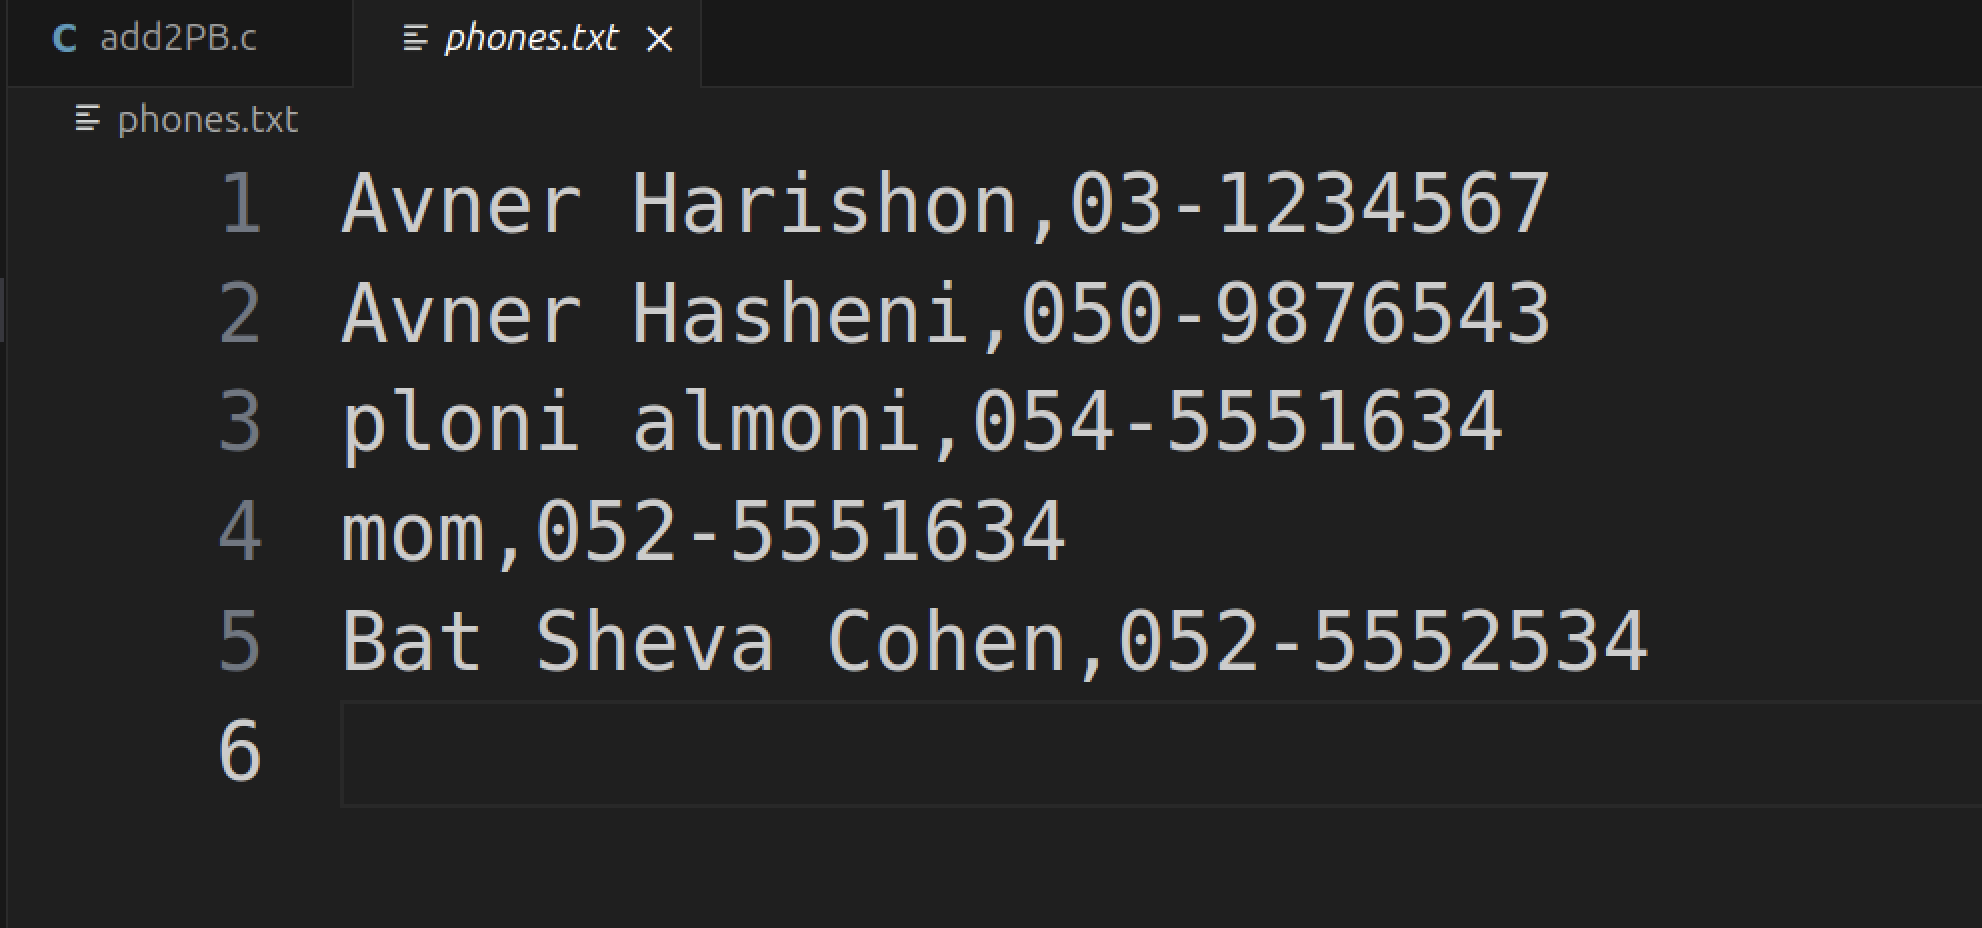 C add2PB.c phones.txt ×
phones.txt
1 Avner Harishon,03-1234567
2 Avner Hasheni,050-9876543
3 ploni almoni,054-5551634
4 mom,052-5551634
5 Bat Sheva Cohen,052-5552534
6